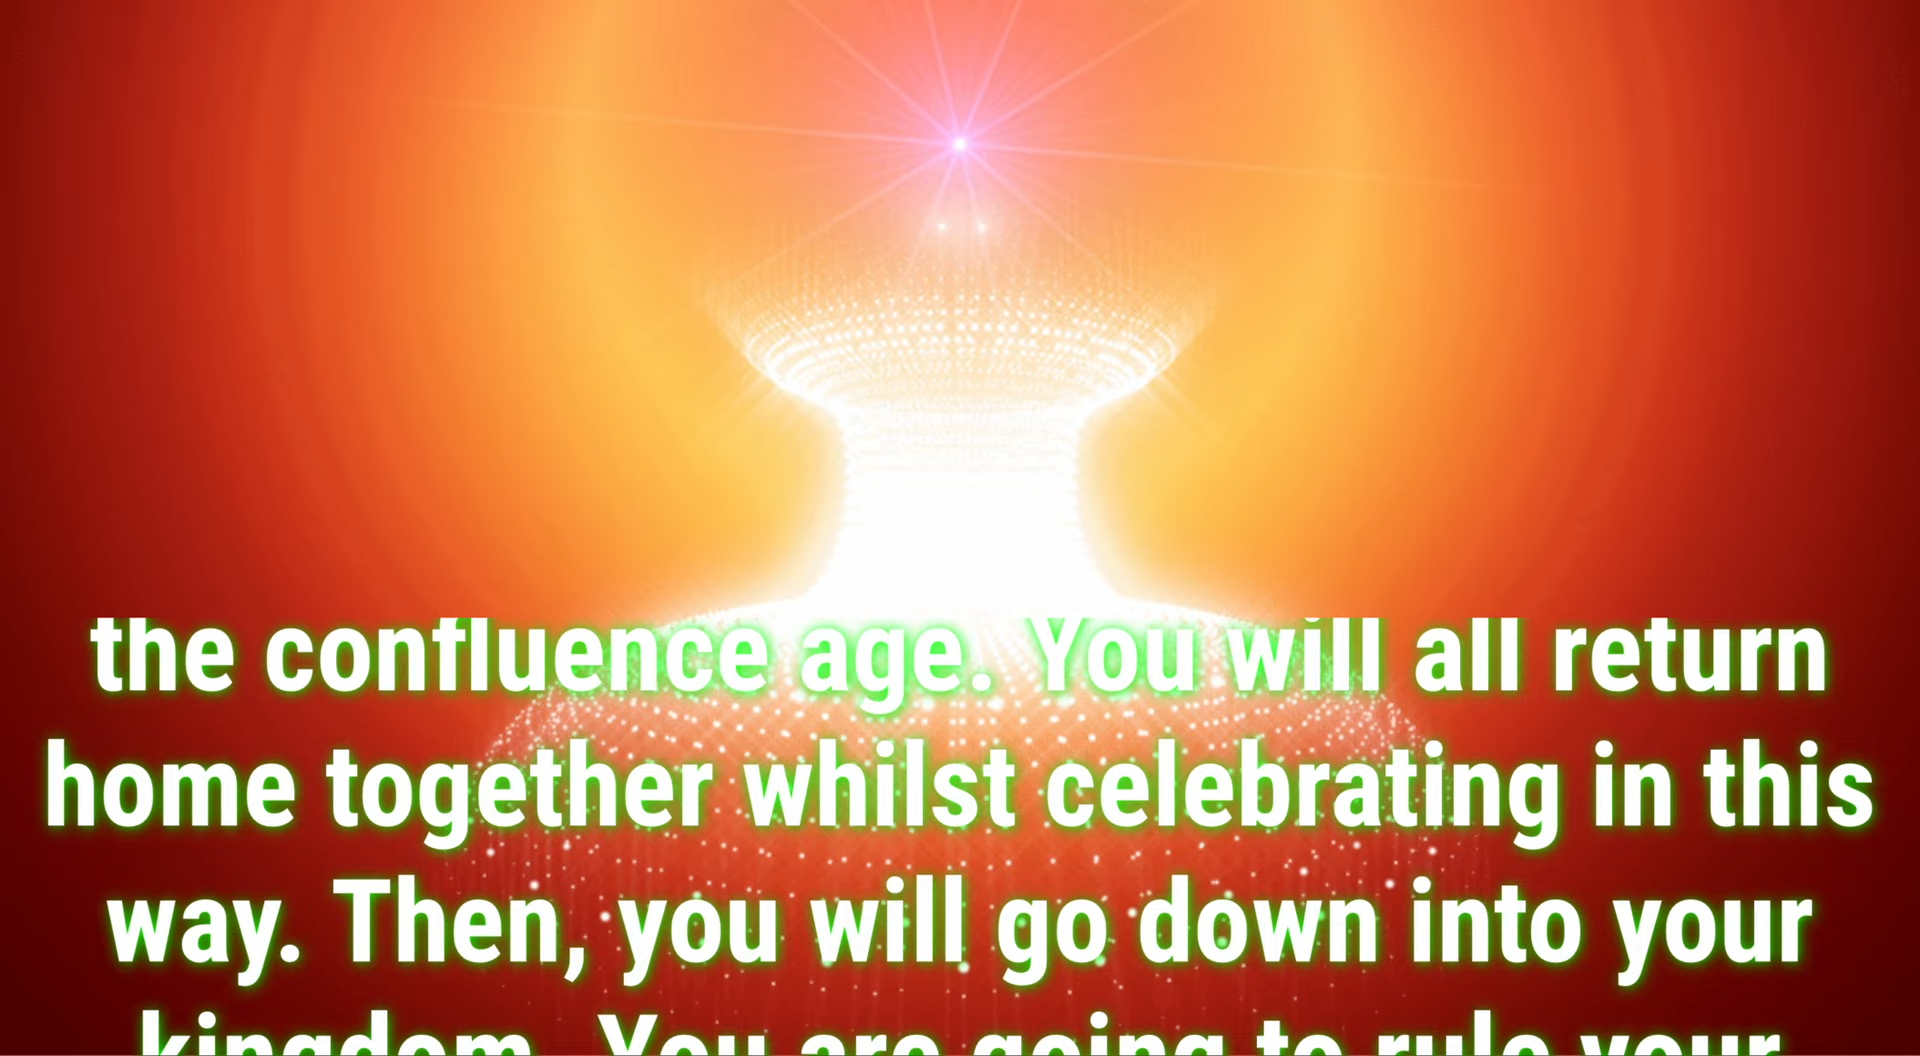 the confluence age. You will all return
home together whilst celebrating in this
way. Then, you will go down into your
kingdom. You are going to rule your